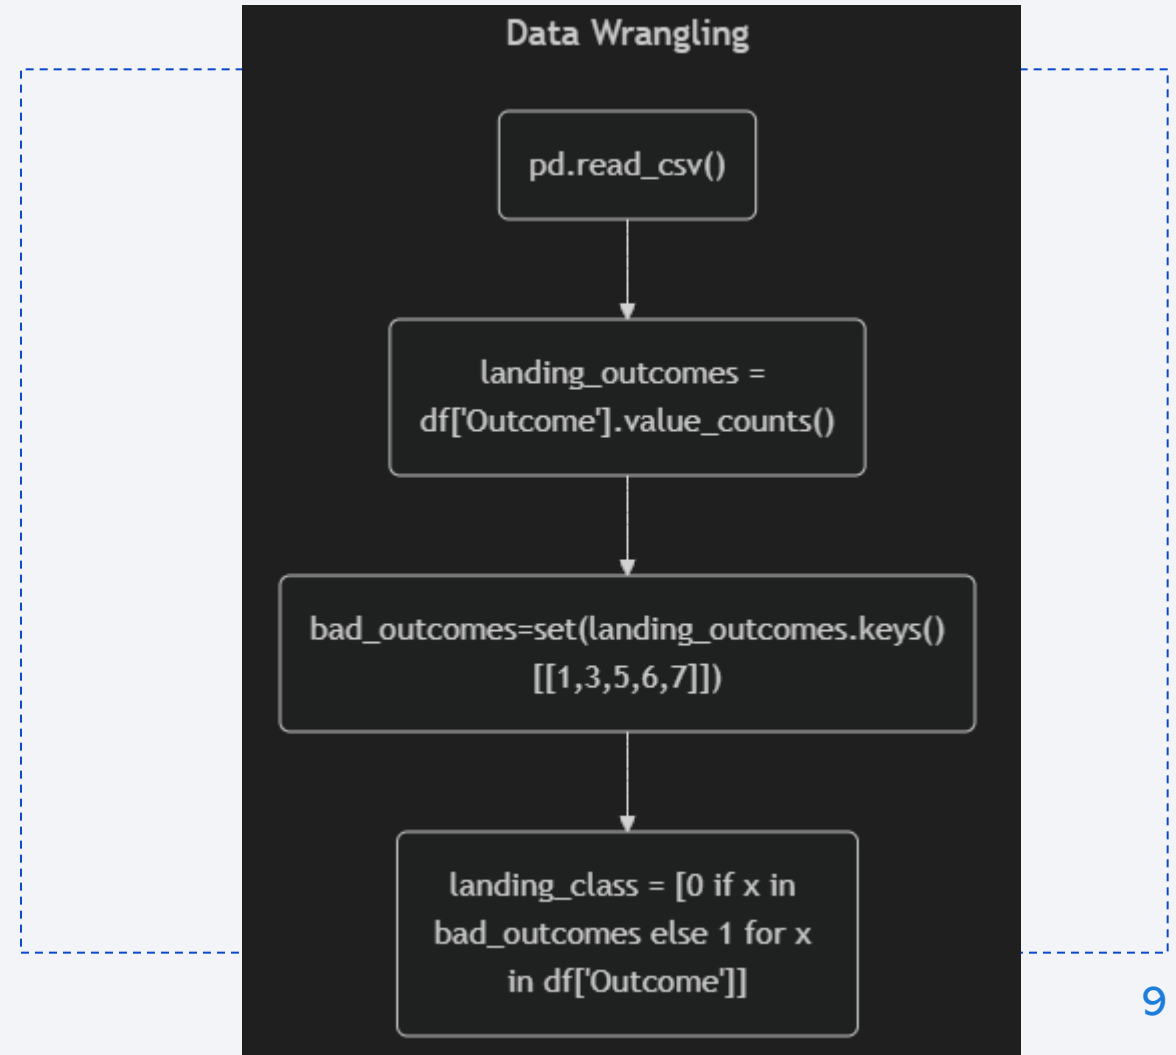 Data Wrangling
pd.read_csv()
landing_outcomes =
df['Outcome'].value_counts()
bad_outcomes=set(landing_outcomes.keys()
[[1,3,5,6,7]])
landing_class = [0 if x in
bad_outcomes else 1 for x
in df['Outcome']]
9